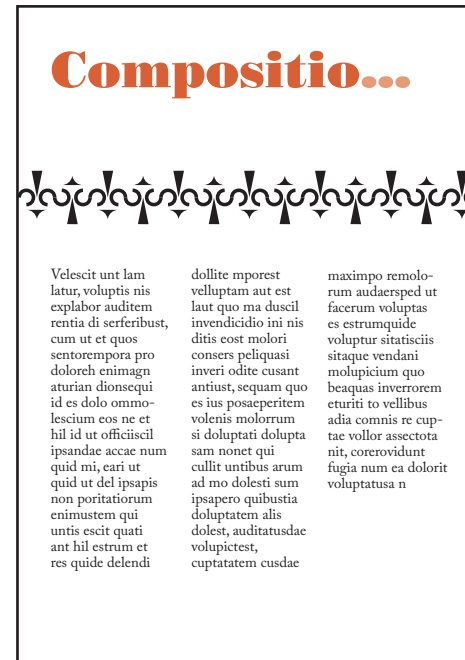 Compositio...
Velescit unt lam
latur, voluptis nis
explabor auditem
rentia di serferibust,
cum ut et quos
sentorempora pro
doloreh enimagn
aturian dionsequi
id es dolo ommo-
lescium eos ne et
hil id ut officiiscil
ipsandae accae num
quid mi, eari ut
quid ut del ipsapis
non poritatiorum
enimustem qui
untis escit quati
ant hil estrum et
res quide delendi
dollite mporest
velluptam aut est
laut quo ma duscil
invendicidio ini nis
ditis eost molori
consers peliquasi
inveri odite cusant
antiust, sequam quo
es ius posaeperitem
volenis molorrum
si doluptati dolupta
sam nonet qui
cullit untibus arum
ad mo dolesti sum
ipsapero quibustia
doluptatem alis
dolest, auditatusdae
volupictest,
cuptatatem cusdae
maximpo remolo-
rum audaersped ut
facerum voluptas
es estrumquide
voluptur sitatisciis
sitaque vendani
molupicium quo
beaquas inverrorem
eturiti to vellibus
adia comnis re cup-
tae vollor assectota
nit, corerovidunt
fugia num ea dolorit
voluptatusa n